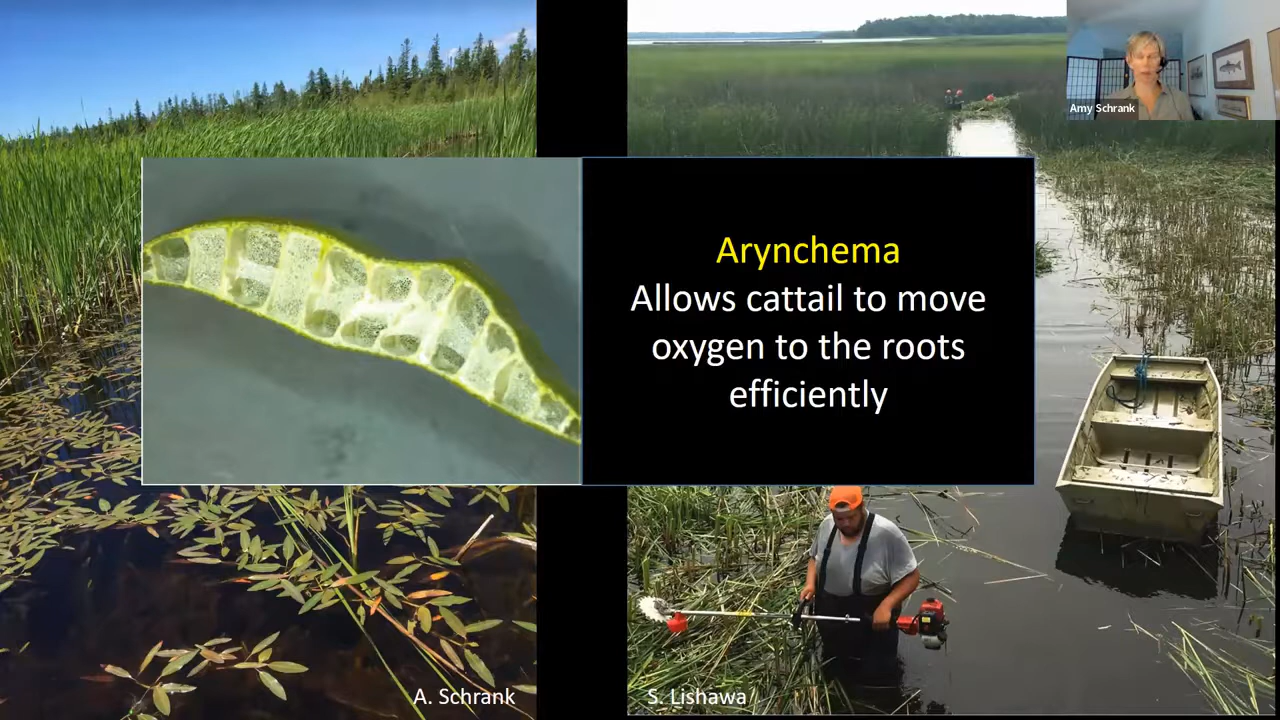 Amy Schrank
Arynchema
Allows cattail to move
oxygen to the roots
efficiently
A. Schrank
S. Lishawa